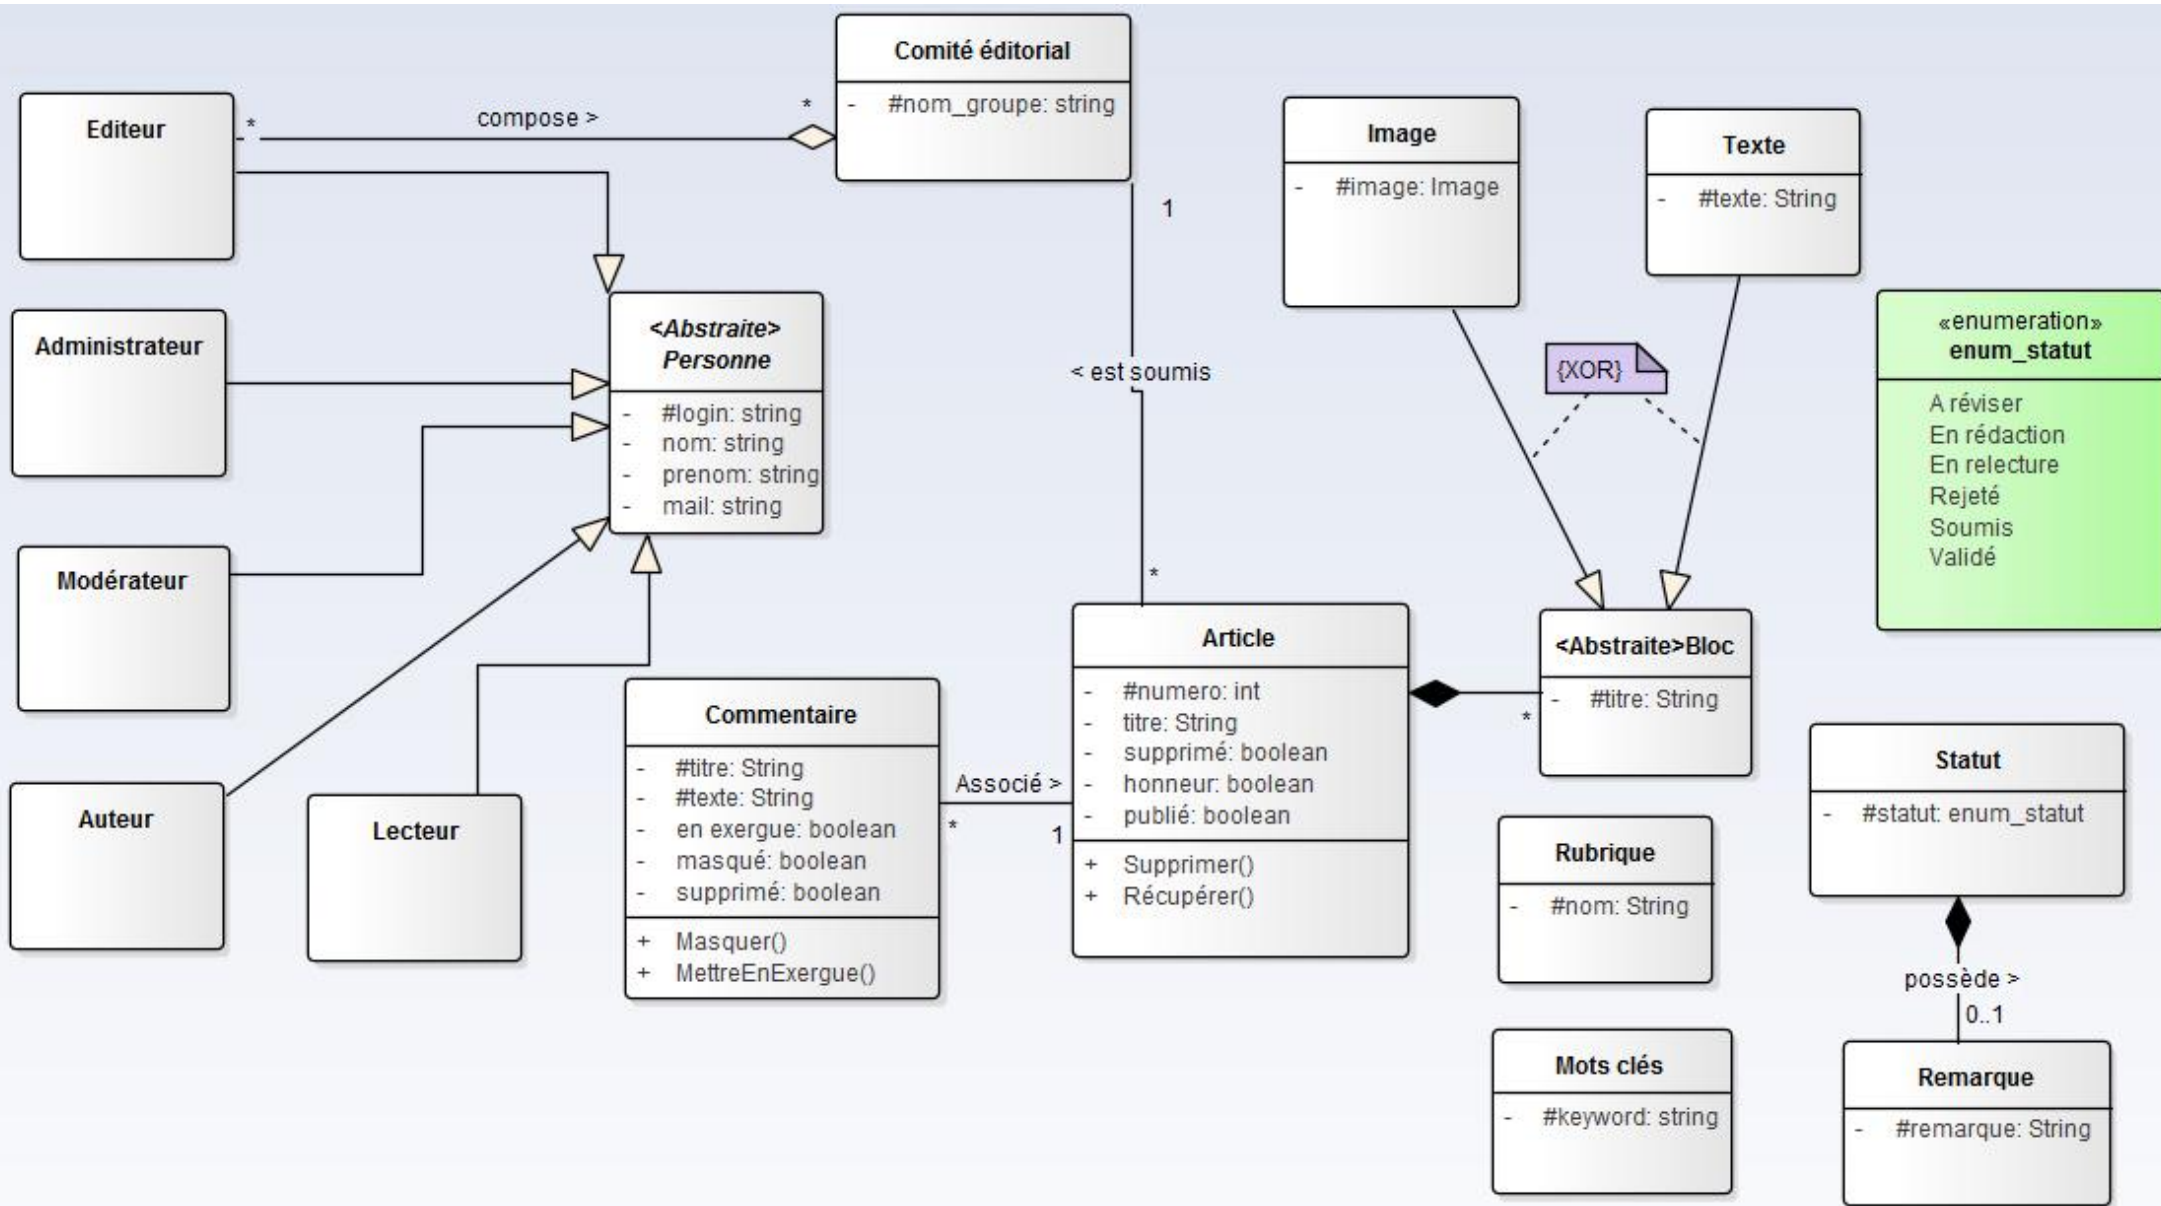 Comité éditorial
- #nom_groupe: string
Editeur
*
compose >
*
Image
- #image: Image
Texte
- #texte: String
1
Administrateur
<Abstraite>
Personne
- #login: string
- nom: string
- prenom: string
- mail: string
< est soumis
{XOR}
«enumeration»
enum_statut
A réviser
En rédaction
En relecture
Rejeté
Soumis
Validé
Modérateur
*
Article
- #numero: int
- titre: String
- supprimé: boolean
- honneur: boolean
- publié: boolean
+ Supprimer()
+ Récupérer()
<Abstraite>Bloc
- #titre: String
*
Commentaire
- #titre: String
- #texte: String
- en exergue: boolean
- masqué: boolean
- supprimé: boolean
+ Masquer()
+ MettreEnExergue()
Associé >
*
1
Auteur
Lecteur
Statut
- #statut: enum_statut
Rubrique
- #nom: String
possède >
0..1
Mots clés
- #keyword: string
Remarque
- #remarque: String